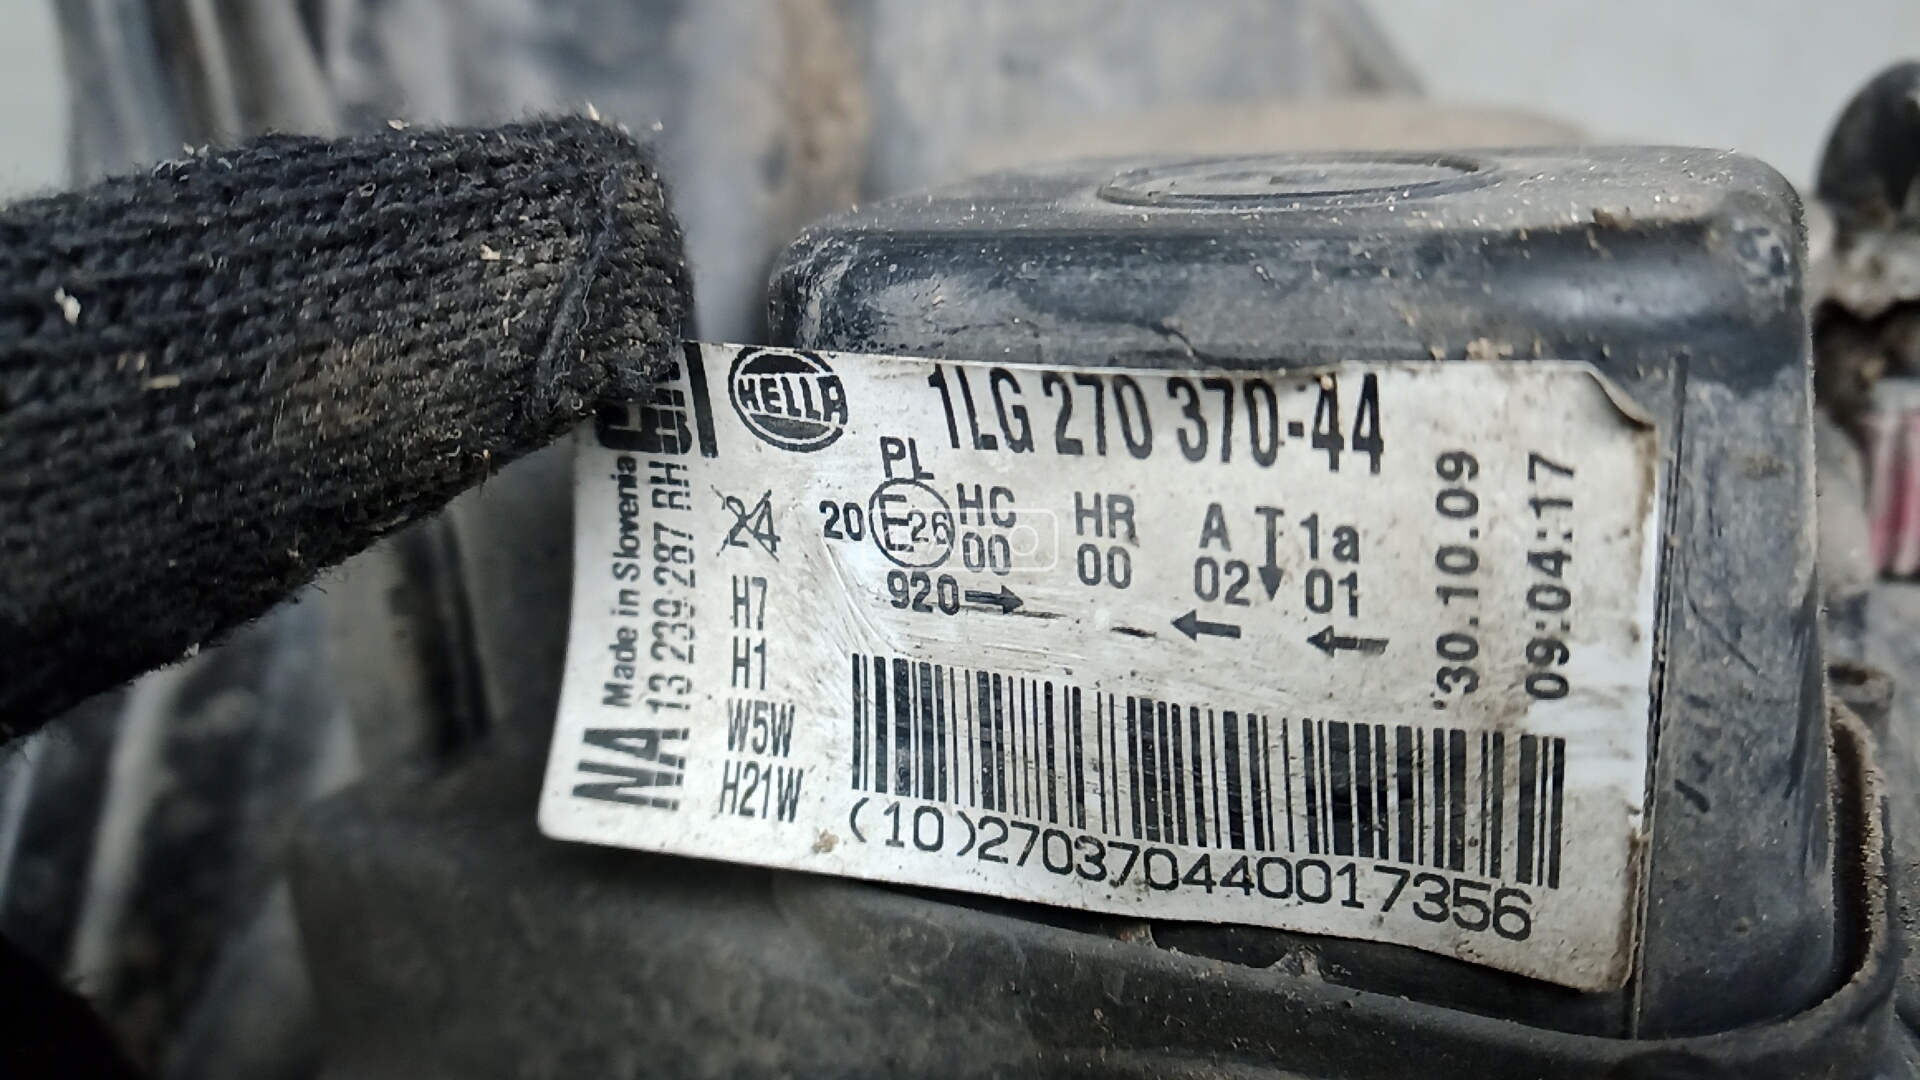 HELLA
1LG 270 370-44
PL
24
20 E26 HC HR A 1a
00 00 02 01
920
H7
H1
W5W
H21W
Made in Slovenia
13 239 287 RH
NA
30.10.09
09:04:17
(10)270370440017356